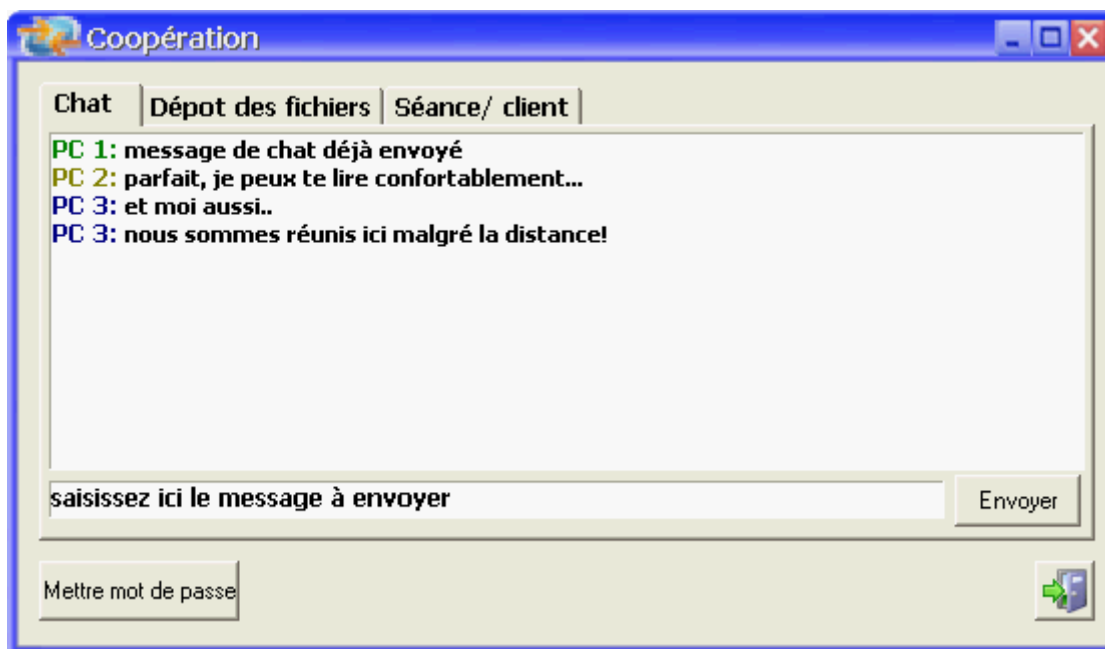 Coopération
Chat Dépot des fichiers Séance/ client
PC 1: message de chat déjà envoyé
PC 2: parfait, je peux te lire confortablement...
PC 3: et moi aussi..
PC 3: nous sommes réunis ici malgré la distance!
saisissez ici le message à envoyer Envoyer
Mettre mot de passe